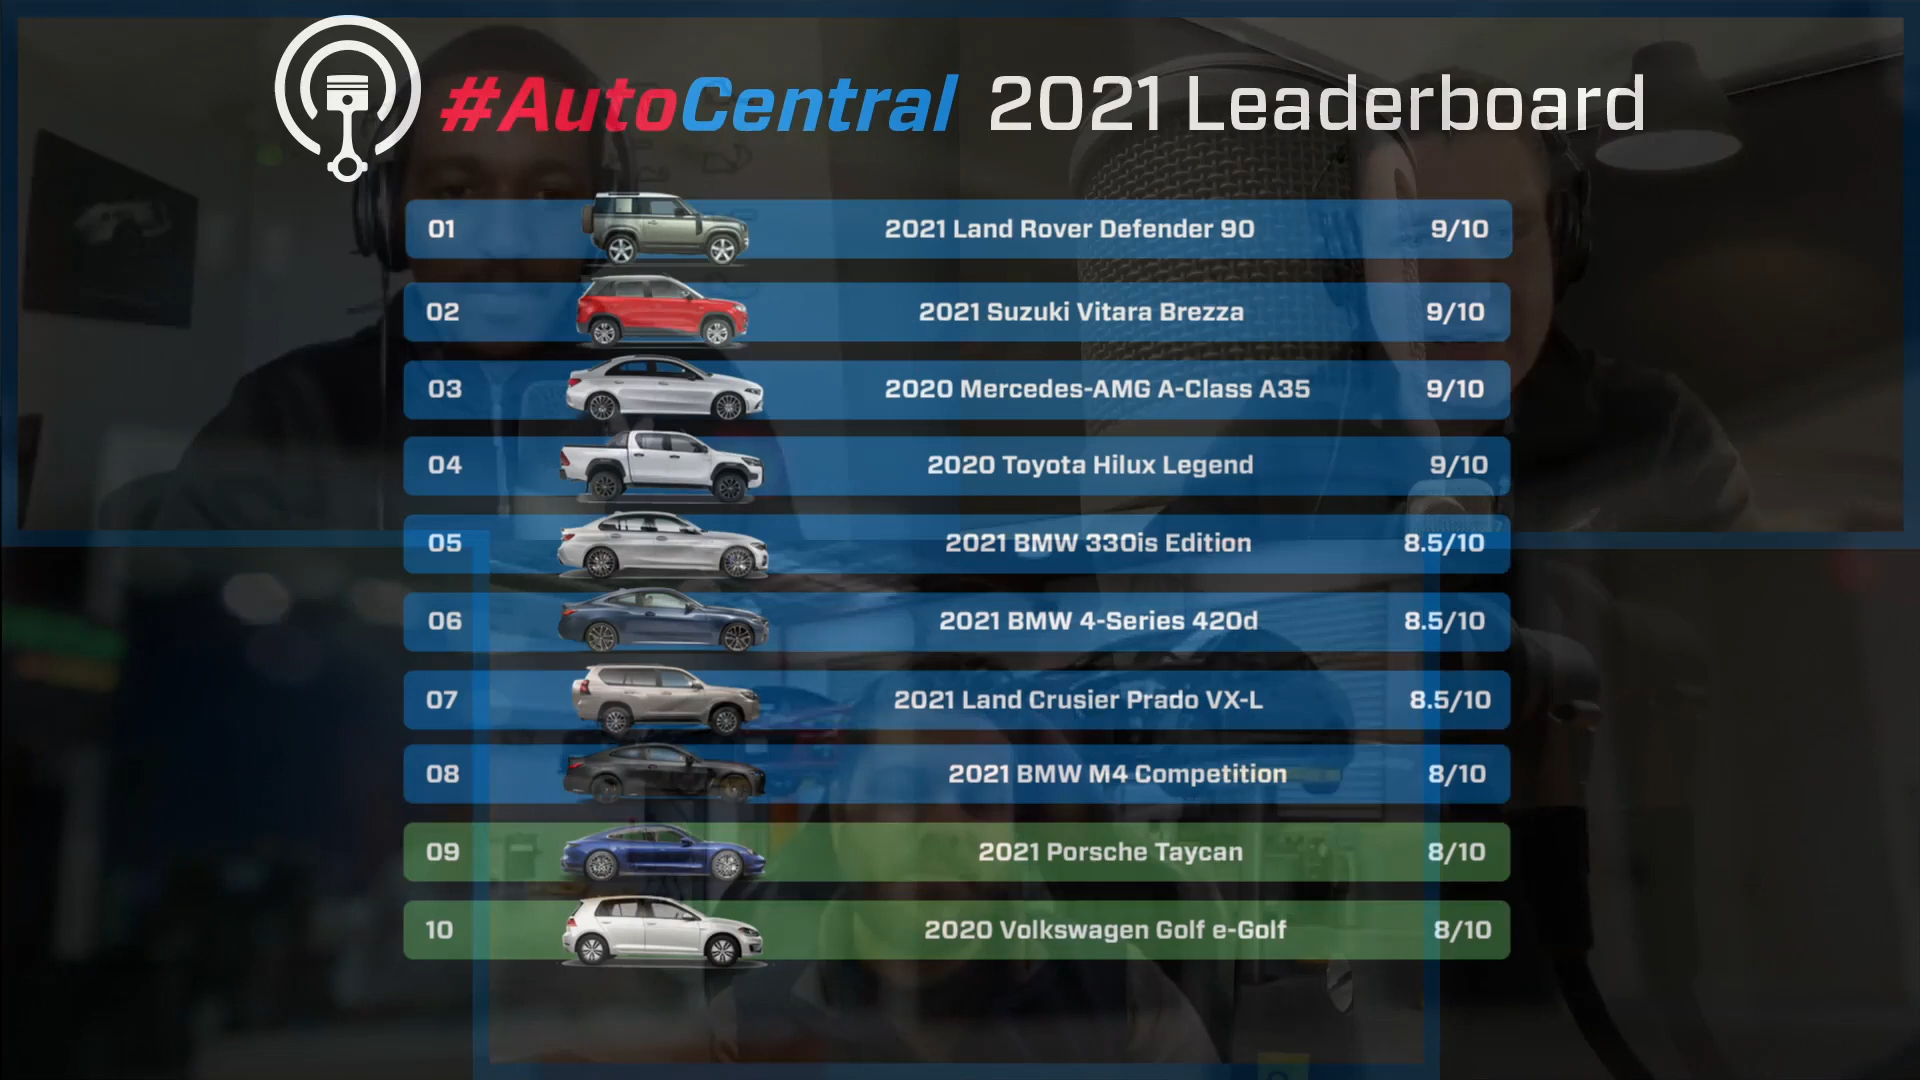 #AutoCentral 2021 Leaderboard
01 2021 Land Rover Defender 90 9/10
02 2021 Suzuki Vitara Brezza 9/10
03 2020 Mercedes-AMG A-Class A35 9/10
04 2020 Toyota Hilux Legend 9/10
05 2021 BMW 330is Edition 8.5/10
06 2021 BMW 4-Series 420d 8.5/10
07 2021 Land Crusier Prado VX-L 8.5/10
08 2021 BMW M4 Competition 8/10
09 2021 Porsche Taycan 8/10
10 2020 Volkswagen Golf e-Golf 8/10